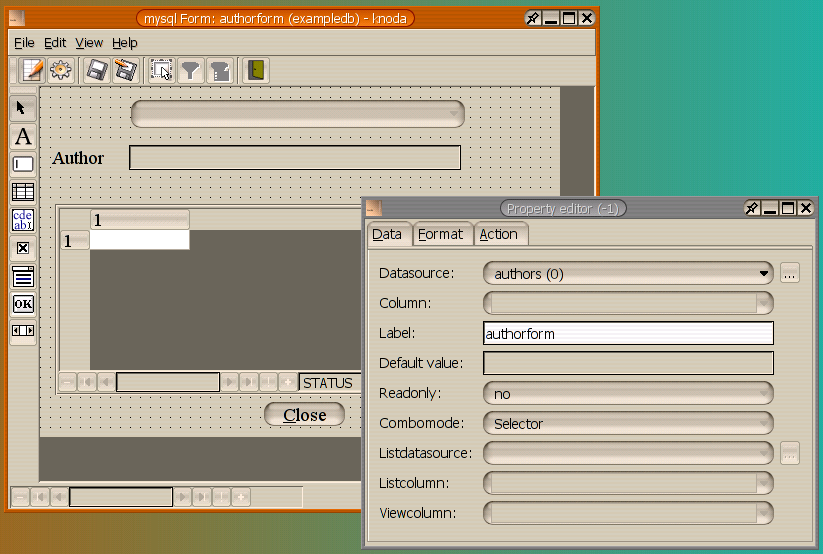 mysql Form: authorform (exampledb) - knoda
File Edit View Help
A
Author
1
1
cde
ab
OK
STATUS
Close
Property editor (-1)
Data Format Action
Datasource: authors (0) ...
Column:
Label: authorform
Default value:
Readonly: no
Combomode: Selector
Listdatasource: ...
Listcolumn:
Viewcolumn: